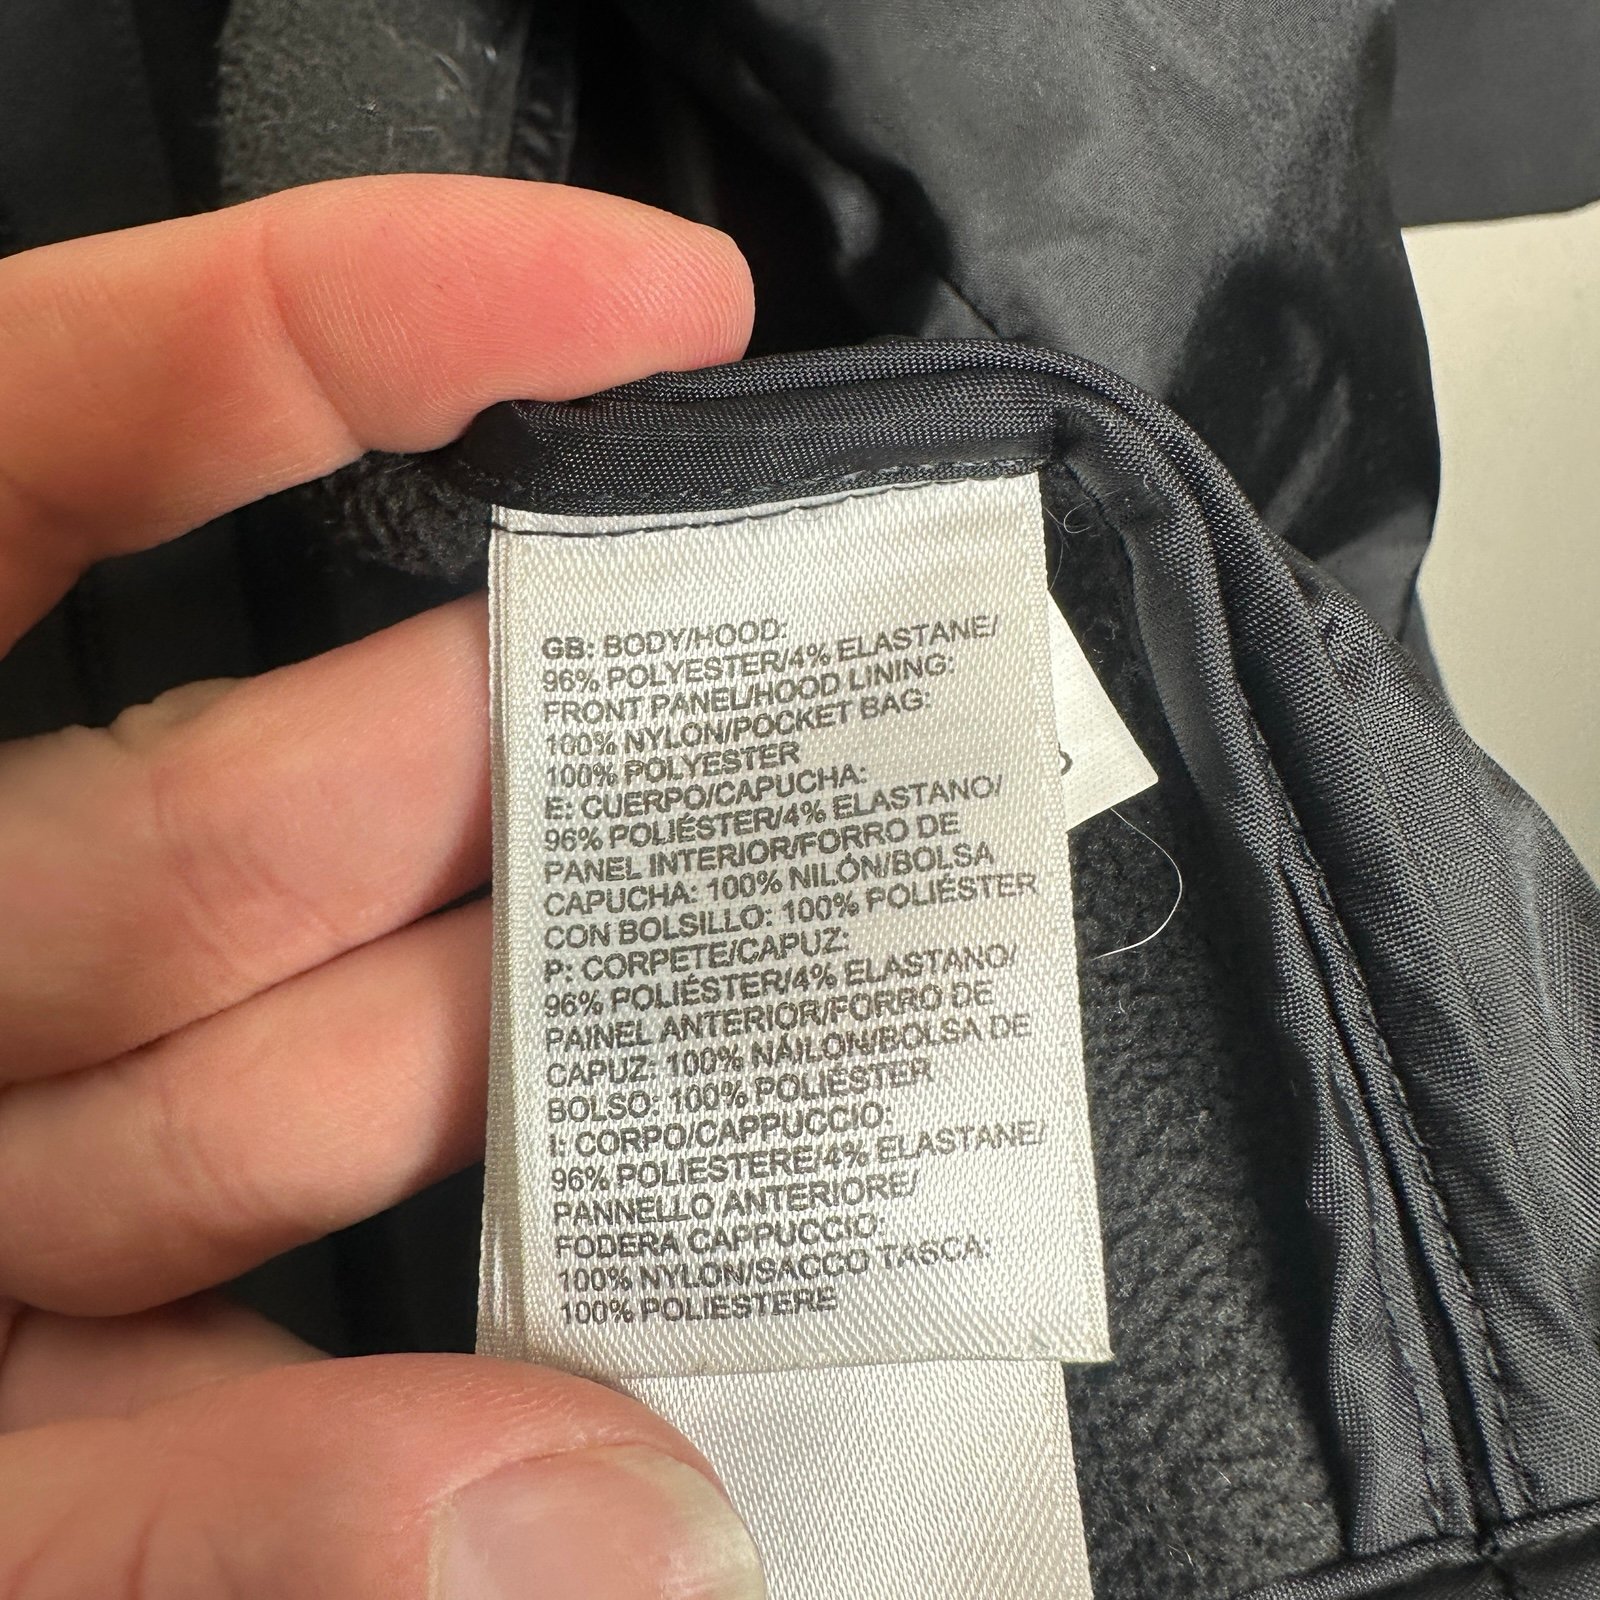 GB: BODY/HOOD:
96% POLYESTER/4% ELASTANE/
FRONT PANEL/HOOD LINING:
100% NYLON/POCKET BAG:
100% POLYESTER
E: CUERPO/CAPUCHA:
96% POLIÉSTER/4% ELASTANO/
PANEL INTERIOR/FORRO DE
CAPUCHA: 100% NILÓN/BOLSA
CON BOLSILLO: 100% POLIÉSTER
P: CORPETE/CAPUZ:
96% POLIÉSTER/4% ELASTANO/
PAINEL ANTERIOR/FORRO DE
CAPUZ: 100% NÁILON/BOLSA DE
BOLSO: 100% POLIÉSTER
I: CORPO/CAPPUCCIO:
96% POLIESTERE/4% ELASTANE/
PANNELLO ANTERIORE/
FODERA CAPPUCCIO:
100% NYLON/SACCO TASCA:
100% POLIESTERE